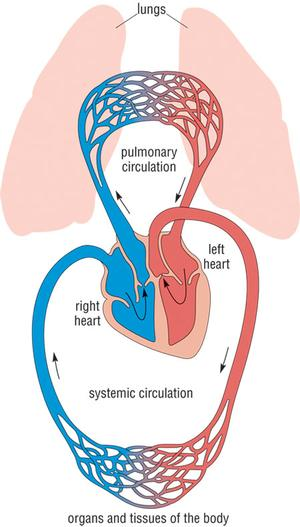 lungs
pulmonary
circulation
left
heart
right
heart
systemic circulation
organs and tissues of the body